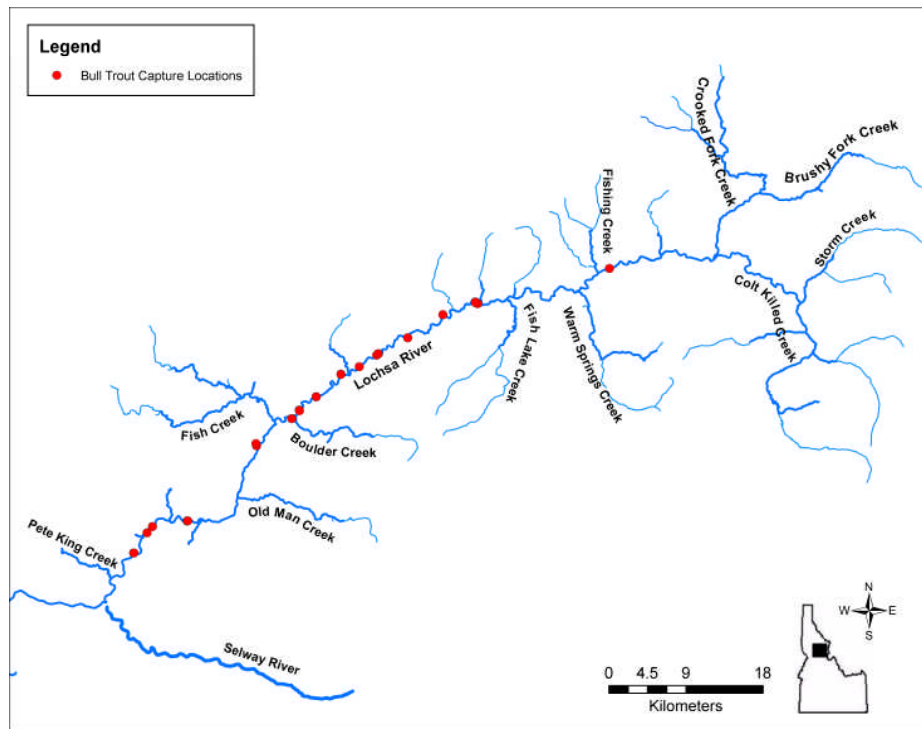 Legend
Bull Trout Capture Locations
Crooked Fork Creek
Brushy Fork Creek
Fishing Creek
Storm Creek
Colt Killed Creek
Warm Springs Creek
Fish Lake Creek
Lochsa River
Fish Creek
Boulder Creek
Old Man Creek
Pete King Creek
Selway River
N
W E
S
0 4.5 9 18
Kilometers